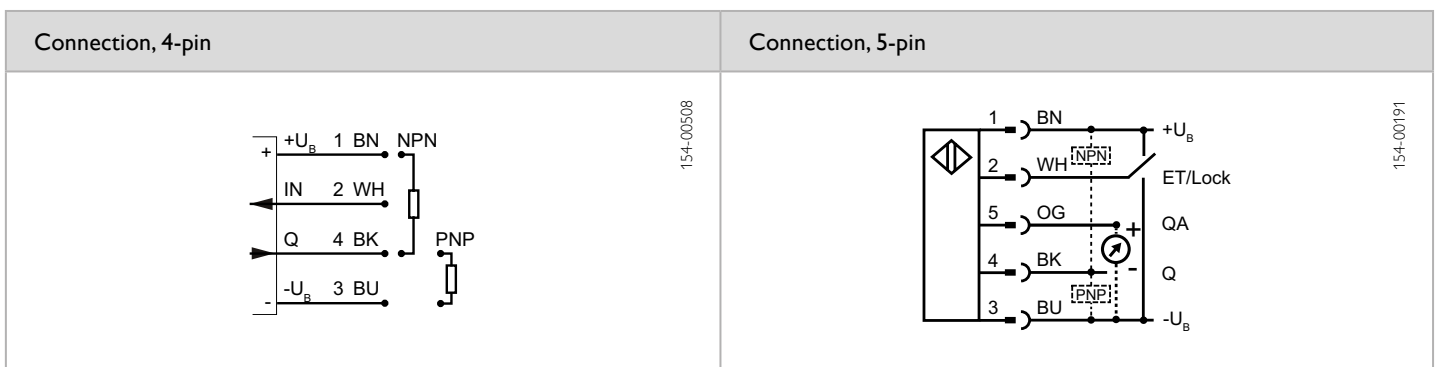 Connection, 4-pin
Connection, 5-pin
+U_B 1 BN NPN
+
IN 2 WH
Q 4 BK PNP
-U_B 3 BU
-
154-00508
1 BN +U_B
NPN
2 WH ET/Lock
5 OG QA
+
4 BK - Q
PNP
3 BU -U_B
154-00191